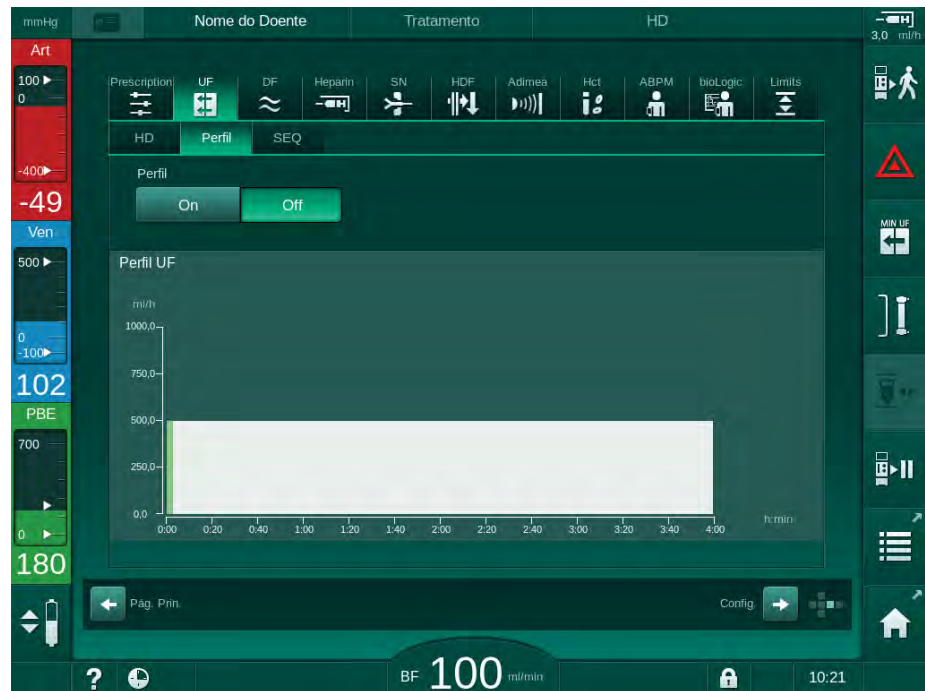 mmHg
Nome do Doente
Tratamento
HD
3,0 ml/h
Art
100
0
-400
-49
Ven
500
0
-100
102
PBE
700
0
180
Prescription
UF
DF
Heparin
SN
HDF
Adimea
Hct
ABPM
bioLogic
Limits
HD
Perfil
SEQ
Perfil
On
Off
Perfil UF
ml/h
1000,0
750,0
500,0
250,0
0,0
0:00 0:20 0:40 1:00 1:20 1:40 2:00 2:20 2:40 3:00 3:20 3:40 4:00
h:min
MIN UF
Pág. Prin.
Config.
BF 100 ml/min
?
10:21